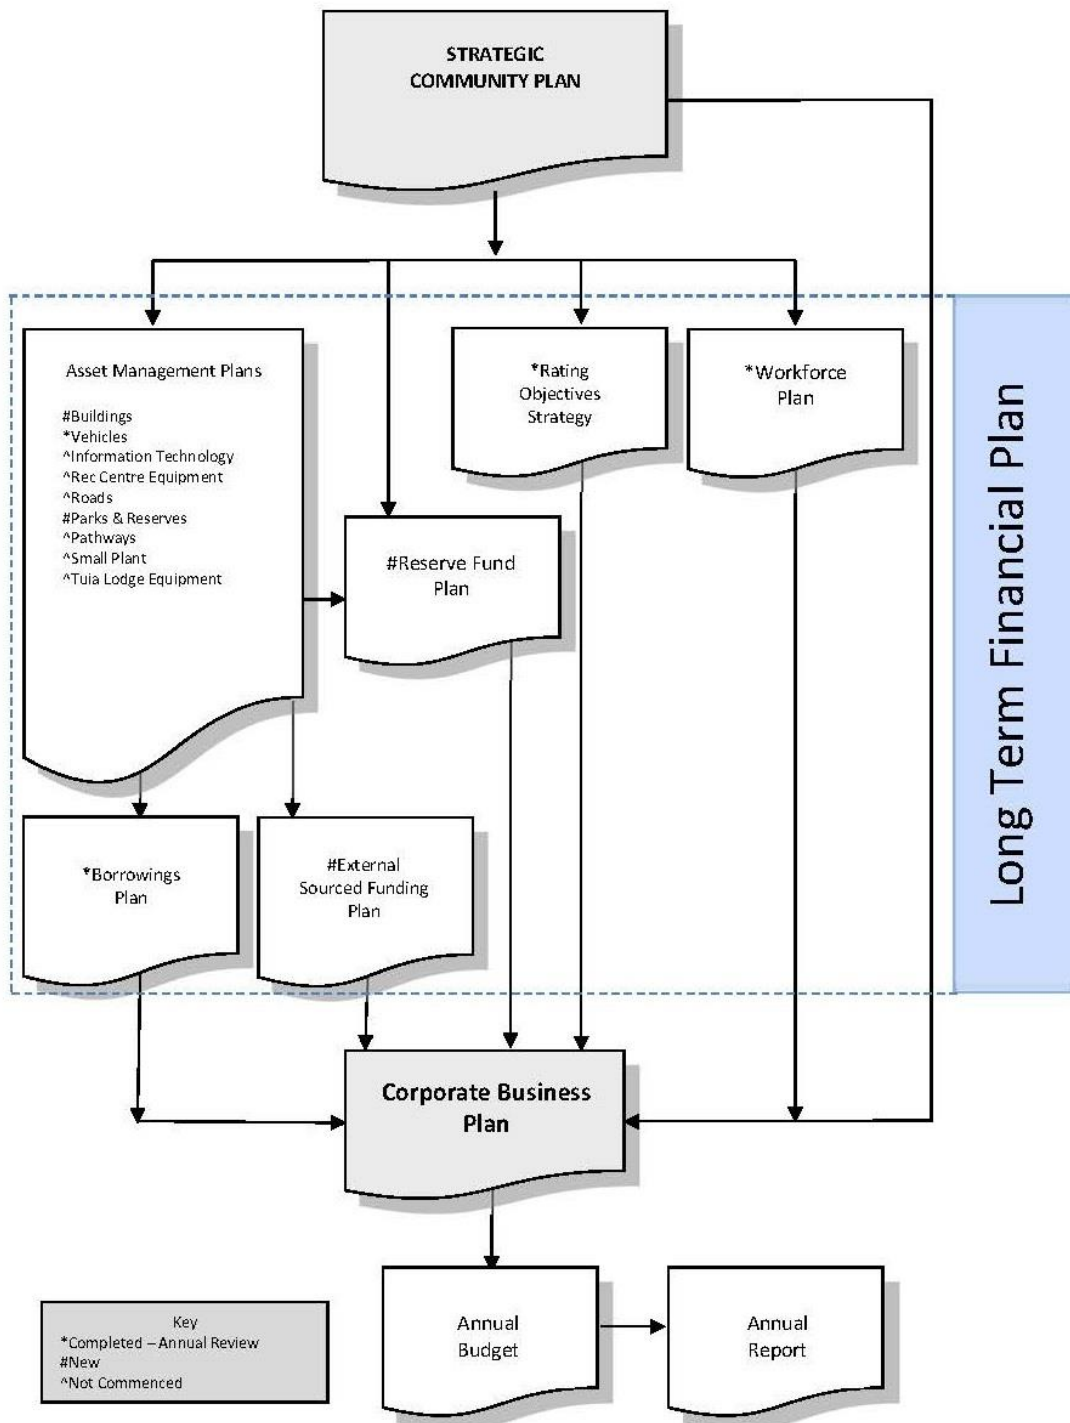 STRATEGIC
COMMUNITY PLAN
Asset Management Plans
#Buildings
*Vehicles
^Information Technology
^Rec Centre Equipment
^Roads
#Parks & Reserves
^Pathways
^Small Plant
^Tuia Lodge Equipment
*Rating
Objectives
Strategy
*Workforce
Plan
#Reserve Fund
Plan
*Borrowings
Plan
#External
Sourced Funding
Plan
Long Term Financial Plan
Corporate Business
Plan
Annual
Budget
Annual
Report
Key
*Completed – Annual Review
#New
^Not Commenced